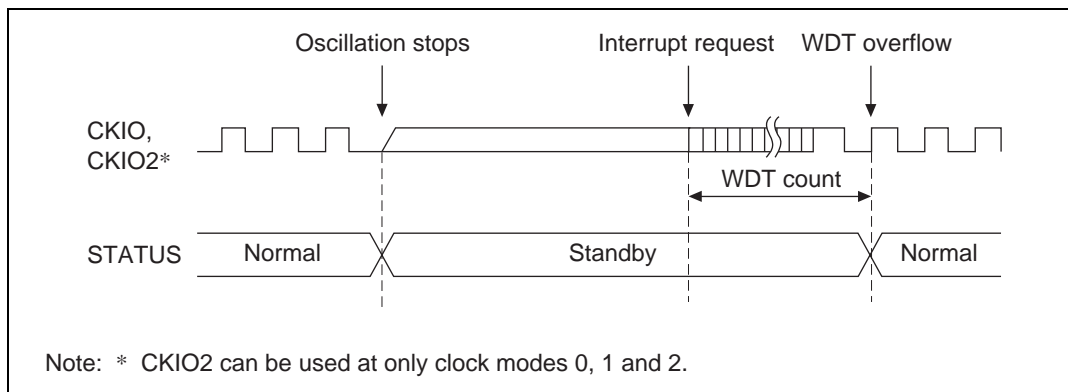 Oscillation stops Interrupt request WDT overflow
CKIO,
CKIO2*
WDT count
STATUS Normal Standby Normal
Note: * CKIO2 can be used at only clock modes 0, 1 and 2.